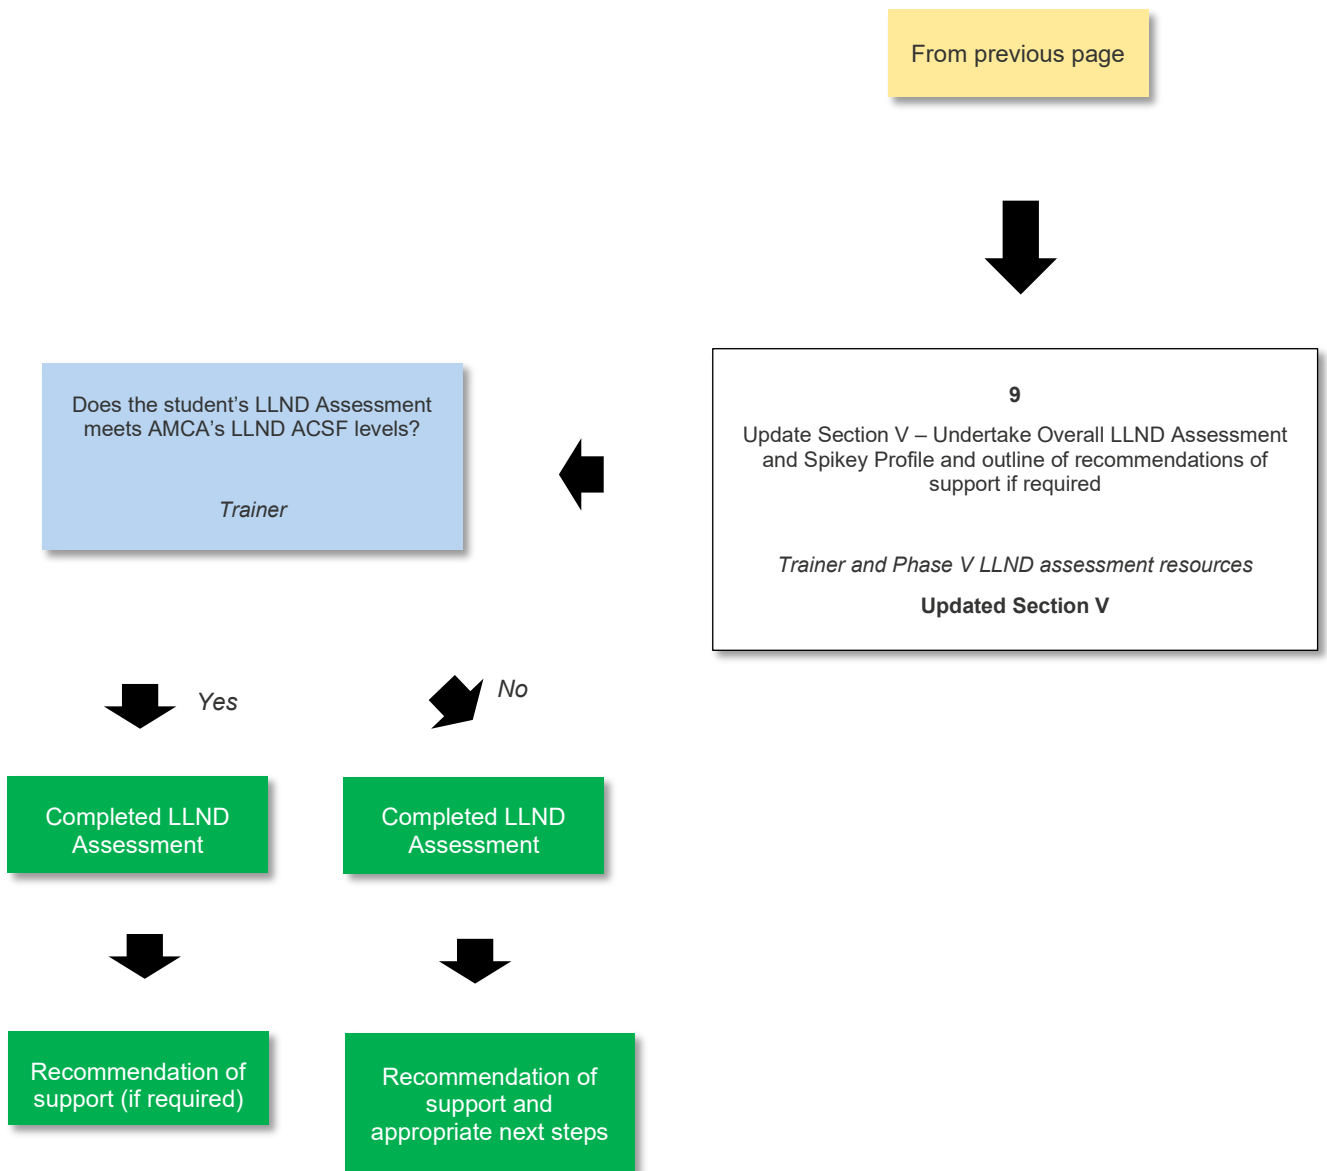 From previous page
9
Update Section V – Undertake Overall LLND Assessment
and Spikey Profile and outline of recommendations of
support if required
Trainer and Phase V LLND assessment resources
Updated Section V
Does the student’s LLND Assessment
meets AMCA’s LLND ACSF levels?
Trainer
Yes
No
Completed LLND
Assessment
Completed LLND
Assessment
Recommendation of
support (if required)
Recommendation of
support and
appropriate next steps